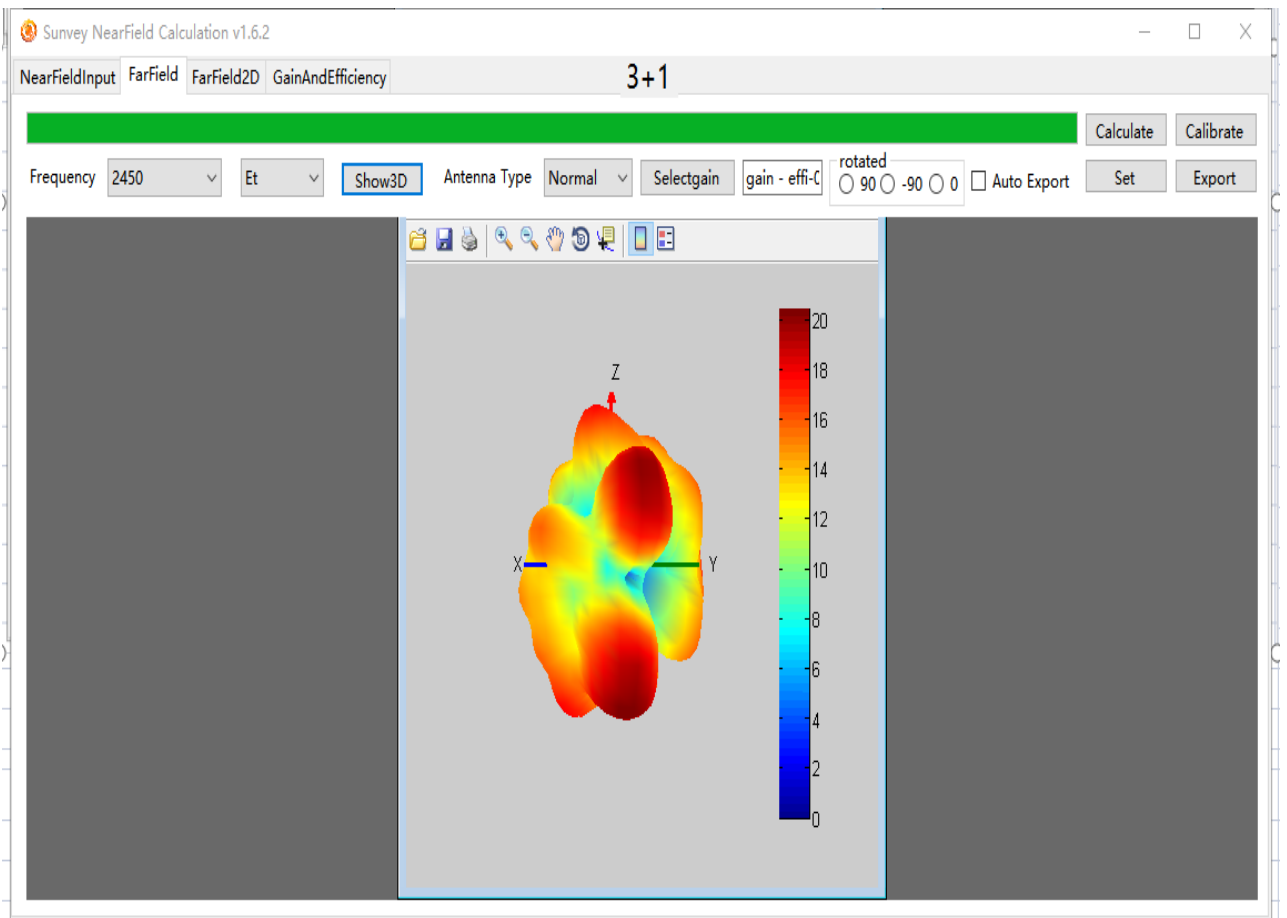 Sunvey NearField Calculation v1.6.2
NearFieldInput FarField FarField2D GainAndEfficiency 3+1
Calculate Calibrate
Frequency 2450 Et Show3D Antenna Type Normal Selectgain gain - effi-C rotated 90 -90 0 Auto Export Set Export
Z
X
Y
20
18
16
14
12
10
8
6
4
2
0